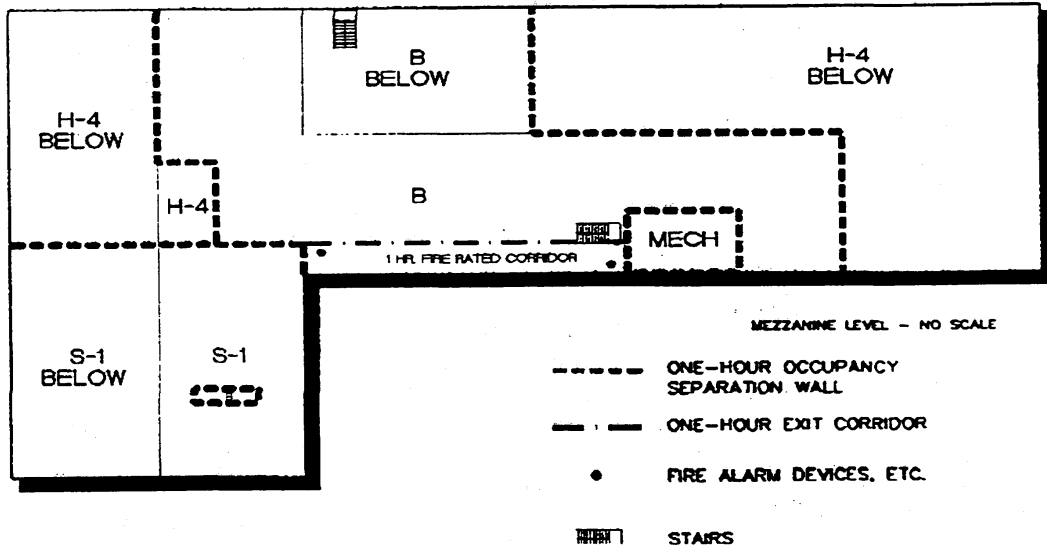 B
BELOW
H-4
BELOW
H-4
BELOW
H-4
B
MECH
1 HR. FIRE RATED CORRIDOR
S-1
BELOW
S-1
MEZZANINE LEVEL - NO SCALE
ONE-HOUR OCCUPANCY
SEPARATION WALL
ONE-HOUR EXIT CORRIDOR
FIRE ALARM DEVICES, ETC.
STAIRS